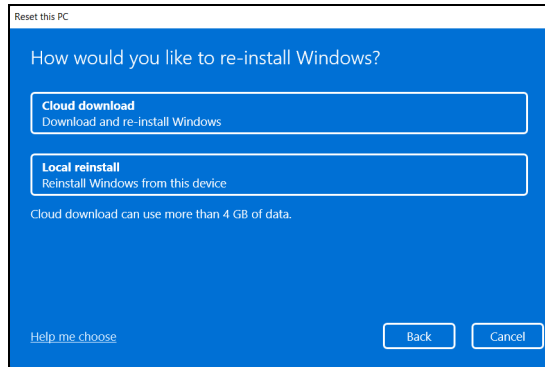 Reset this PC
How would you like to re-install Windows?
Cloud download
Download and re-install Windows
Local reinstall
Reinstall Windows from this device
Cloud download can use more than 4 GB of data.
Help me choose
Back
Cancel